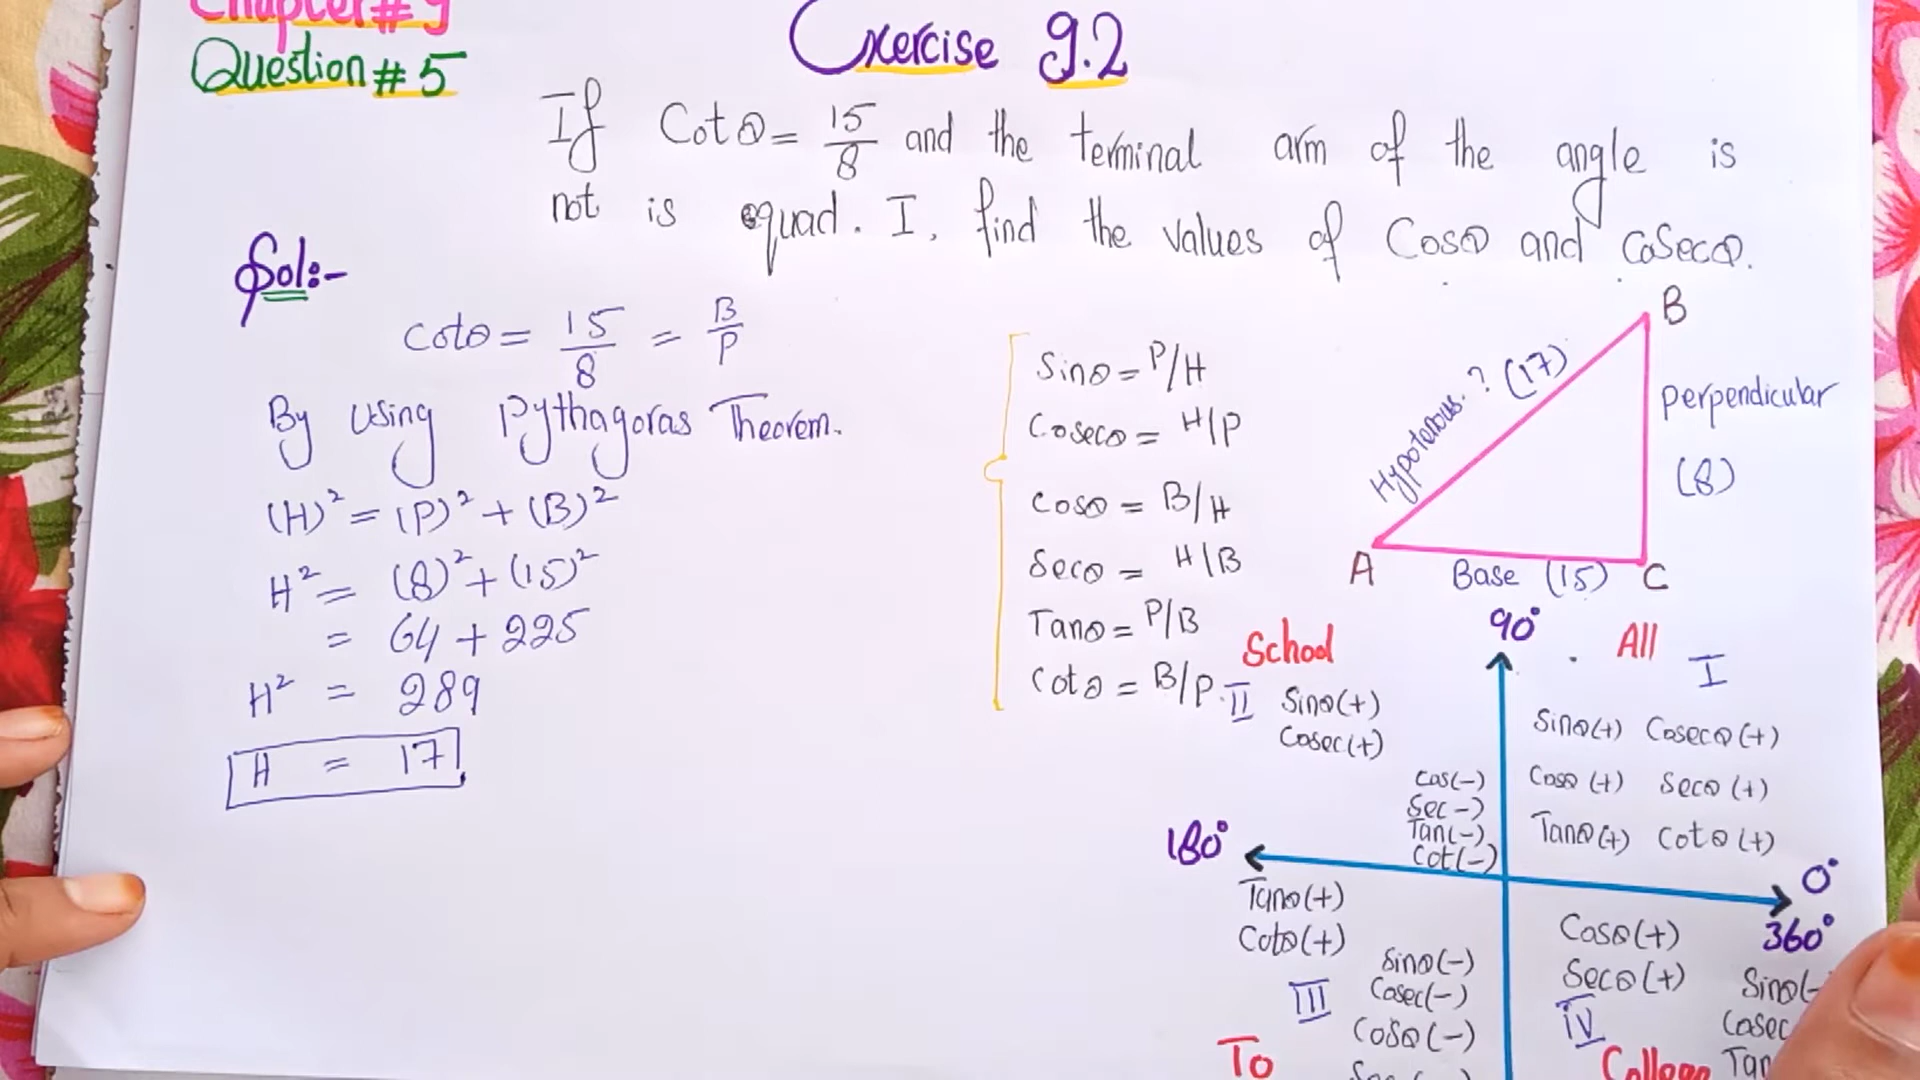 Chapter # 9
Question # 5
Exercise 9.2
If Cotθ = 15/8 and the terminal arm of the angle is
not is quad. I, find the values of Cosθ and coSecθ.
Sol:-
Cotθ = 15/8 = B/P
By using Pythagoras Theorem.
(H)² = (P)² + (B)²
H² = (8)² + (15)²
= 64 + 225
H² = 289
H = 17
Sinθ = P/H
Cosecθ = H/P
Cosθ = B/H
Secθ = H/B
Tanθ = P/B
Cotθ = B/P
B
Hypotenous. ? (17)
perpendicular
(8)
A
Base (15)
C
90°
School
II
Sinθ(+)
Cosec(+)
Cos(-)
Sec-)
Tan(-)
Cot(-)
All
I
Sinθ(+) Cosecθ(+)
Cosθ(+) Secθ(+)
Tanθ(+) Cotθ(+)
180°
0°
360°
Tanθ(+)
Cotθ(+)
III
Sinθ(-)
Cosec(-)
Cosθ(-)
To
Cosθ(+)
Secθ(+)
IV
Sinθ(-
Cosec
Tan
College